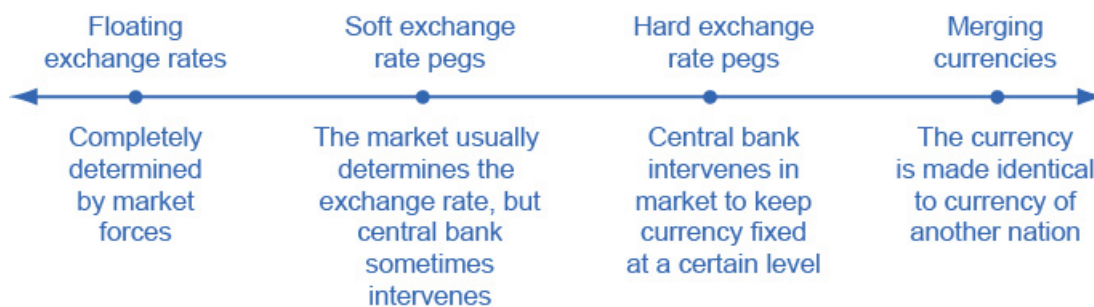 Floating
exchange rates
Soft exchange
rate pegs
Hard exchange
rate pegs
Merging
currencies
Completely
determined
by market
forces
The market usually
determines the
exchange rate, but
central bank
sometimes
intervenes
Central bank
intervenes in
market to keep
currency fixed
at a certain level
The currency
is made identical
to currency of
another nation